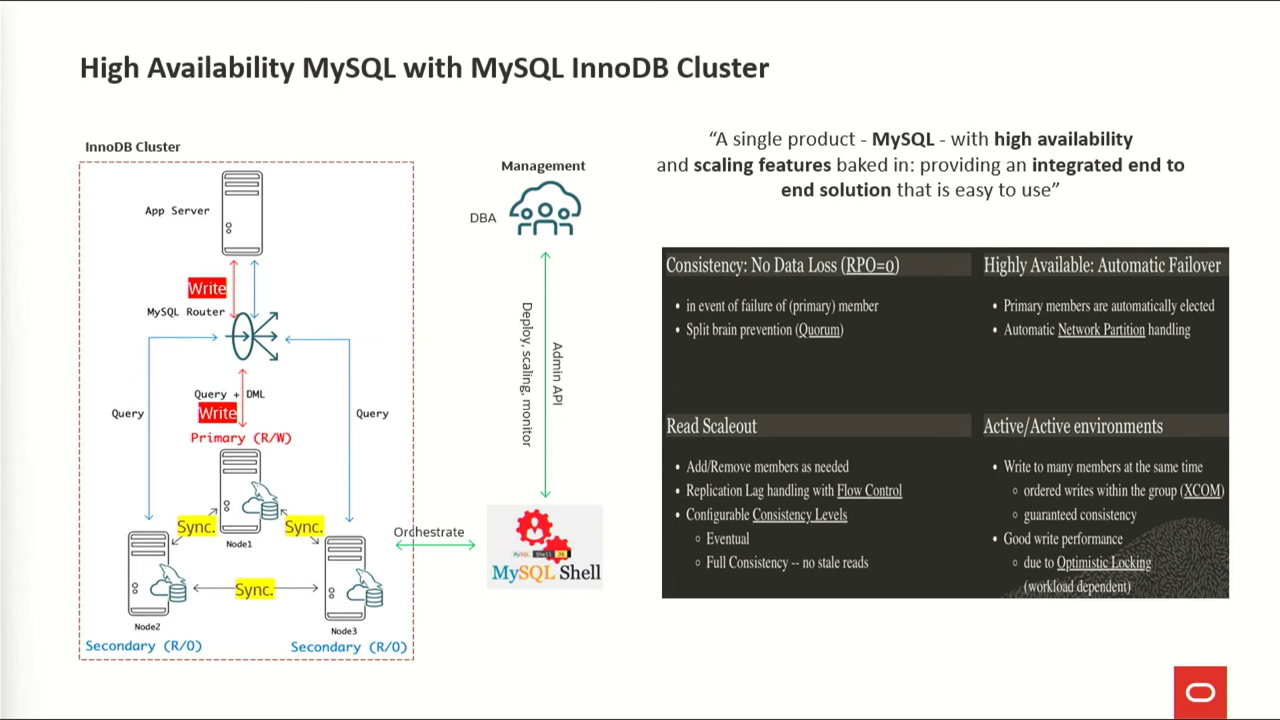 High Availability MySQL with MySQL InnoDB Cluster
InnoDB Cluster
App Server
Write
MySQL Router
Query + DML
Write
Query
Query
Primary (R/W)
Sync.
Sync.
Node1
Sync.
Node2
Node3
Secondary (R/O)
Secondary (R/O)
Management
DBA
Deploy, scaling, monitor
Admin API
Orchestrate
MySQL Shell
“A single product - MySQL - with high availability
and scaling features baked in: providing an integrated end to
end solution that is easy to use”
Consistency: No Data Loss (RPO=0)
• in event of failure of (primary) member
• Split brain prevention (Quorum)
Highly Available: Automatic Failover
• Primary members are automatically elected
• Automatic Network Partition handling
Read Scaleout
• Add/Remove members as needed
• Replication Lag handling with Flow Control
• Configurable Consistency Levels
○ Eventual
○ Full Consistency -- no stale reads
Active/Active environments
• Write to many members at the same time
○ ordered writes within the group (XCOM)
○ guaranteed consistency
• Good write performance
○ due to Optimistic Locking
(workload dependent)